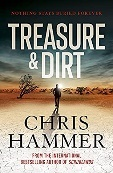 NOTHING STAYS BURIED FOREVER
TREASURE
& DIRT
CHRIS
HAMMER
FROM THE INTERNATIONAL
BESTSELLING AUTHOR OF SCRUBLANDS